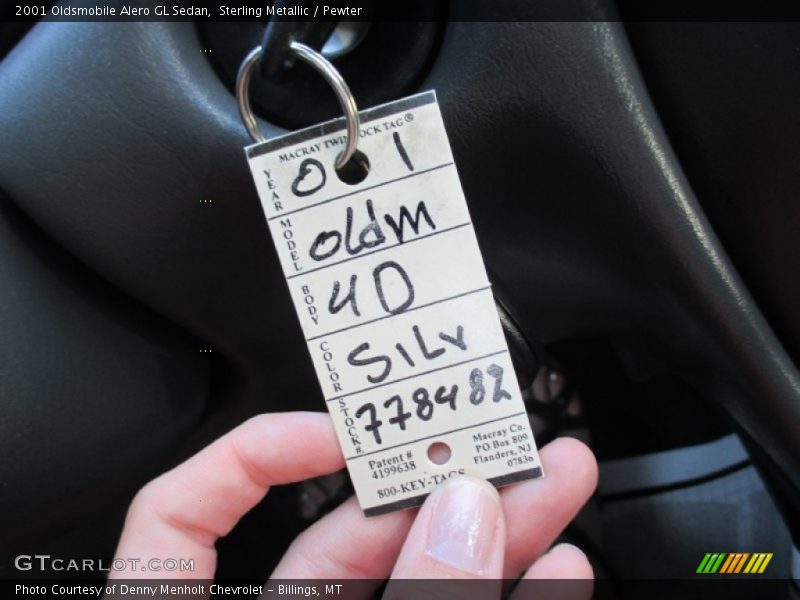 2001 Oldsmobile Alero GL Sedan,  Sterling Metallic / Pewter
MACRAY TWIN LOCK TAG®
YEAR 0 1
MODEL oldm
BODY 4D
COLOR SILv
STOCK# 778482
Patent #
4199638
Macray Co.
PO Box 809
Flanders, NJ
07836
800-KEY-TAGS
GTCARLOT.COM
Photo Courtesy of Denny Menholt Chevrolet – Billings, MT